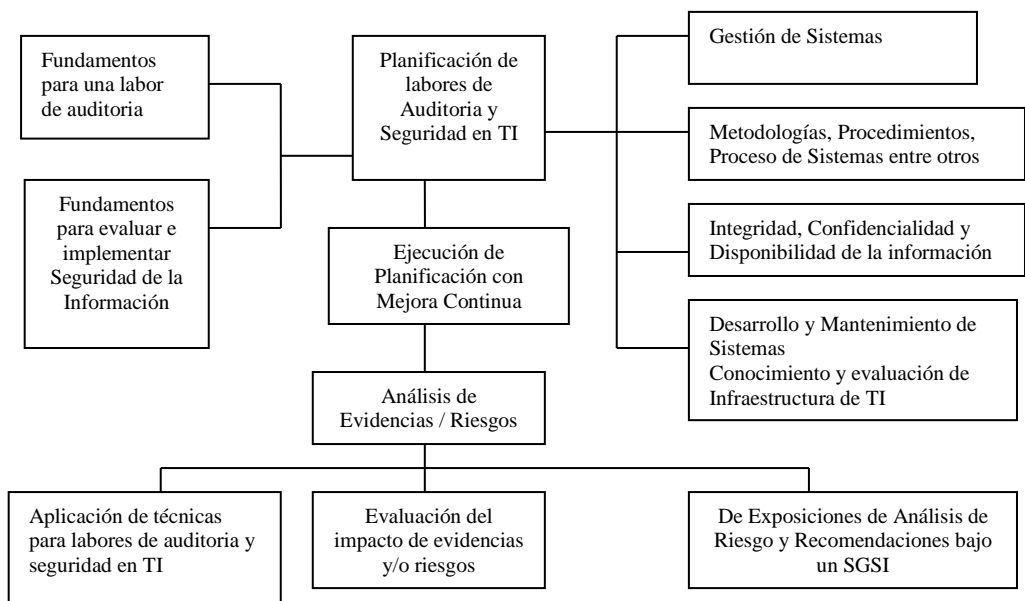 Fundamentos
para una labor
de auditoria
Planificación de
labores de
Auditoria y
Seguridad en TI
Gestión de Sistemas
Metodologías, Procedimientos,
Proceso de Sistemas entre otros
Fundamentos
para evaluar e
implementar
Seguridad de la
Información
Integridad, Confidencialidad y
Disponibilidad de la información
Ejecución de
Planificación con
Mejora Continua
Desarrollo y Mantenimiento de
Sistemas
Conocimiento y evaluación de
Infraestructura de TI
Análisis de
Evidencias / Riesgos
Aplicación de técnicas
para labores de auditoria y
seguridad en TI
Evaluación del
impacto de evidencias
y/o riesgos
De Exposiciones de Análisis de
Riesgo y Recomendaciones bajo
un SGSI